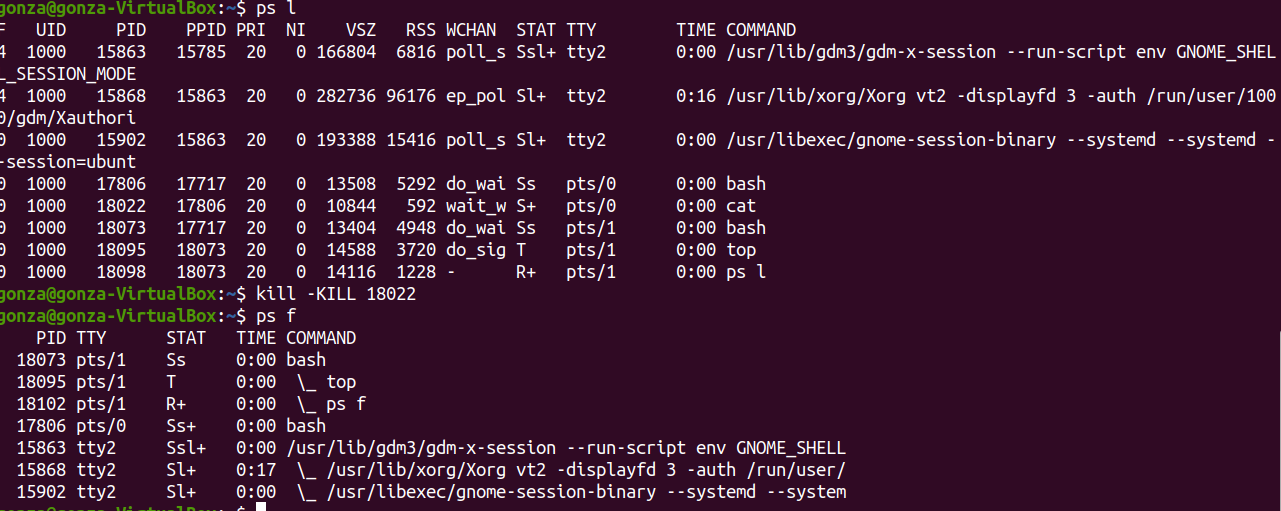 gonza@gonza-VirtualBox:~$ ps l
F   UID     PID    PPID PRI  NI    VSZ   RSS WCHAN  STAT TTY        TIME COMMAND
4  1000   15863   15785  20   0 166804  6816 poll_s Ssl+ tty2       0:00 /usr/lib/gdm3/gdm-x-session --run-script env GNOME_SHEL
L_SESSION_MODE
4  1000   15868   15863  20   0 282736 96176 ep_pol Sl+  tty2       0:16 /usr/lib/xorg/Xorg vt2 -displayfd 3 -auth /run/user/100
0/gdm/Xauthori
0  1000   15902   15863  20   0 193388 15416 poll_s Sl+  tty2       0:00 /usr/libexec/gnome-session-binary --systemd --systemd -
-session=ubunt
0  1000   17806   17717  20   0  13508  5292 do_wai Ss   pts/0      0:00 bash
0  1000   18022   17806  20   0  10844   592 wait_w S+   pts/0      0:00 cat
0  1000   18073   17717  20   0  13404  4948 do_wai Ss   pts/1      0:00 bash
0  1000   18095   18073  20   0  14588  3720 do_sig T    pts/1      0:00 top
0  1000   18098   18073  20   0  14116  1228 -      R+   pts/1      0:00 ps l
gonza@gonza-VirtualBox:~$ kill -KILL 18022
gonza@gonza-VirtualBox:~$ ps f
    PID TTY      STAT   TIME COMMAND
  18073 pts/1    Ss     0:00 bash
  18095 pts/1    T      0:00  \_ top
  18102 pts/1    R+     0:00  \_ ps f
  17806 pts/0    Ss+    0:00 bash
  15863 tty2     Ssl+   0:00 /usr/lib/gdm3/gdm-x-session --run-script env GNOME_SHELL
  15868 tty2     Sl+    0:17  \_ /usr/lib/xorg/Xorg vt2 -displayfd 3 -auth /run/user/
  15902 tty2     Sl+    0:00  \_ /usr/libexec/gnome-session-binary --systemd --system